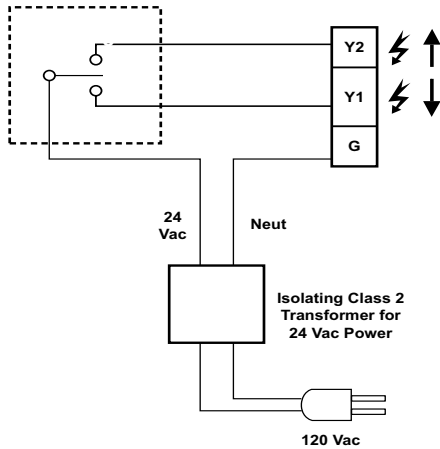 Y2
Y1
G
24
Vac
Neut
Isolating Class 2
Transformer for
24 Vac Power
120 Vac